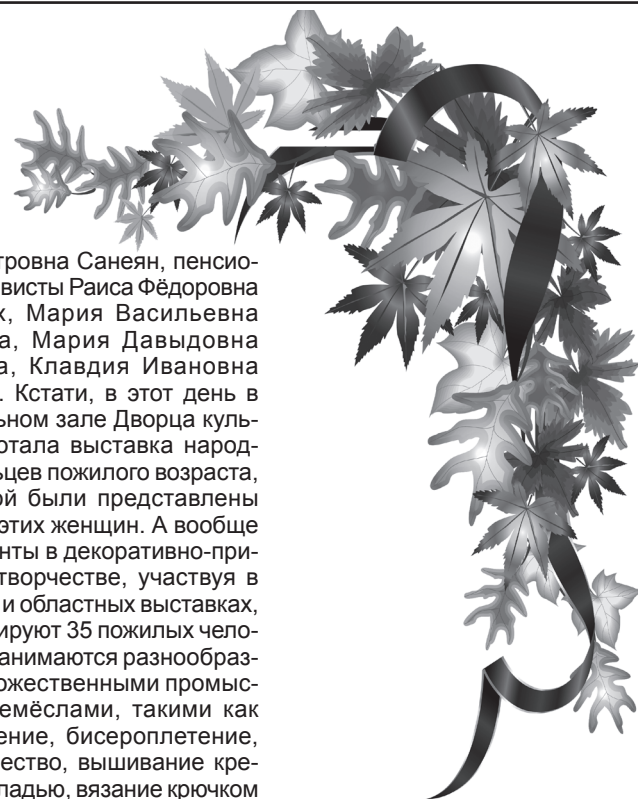 тровна Санеян, пенсио-
висты Раиса Фёдоровна
х, Мария Васильевна
а, Мария Давыдовна
а, Клавдия Ивановна
. Кстати, в этот день в
ьном зале Дворца куль-
отала выставка народ-
ьцев пожилого возраста,
ой были представлены
этих женщин. А вообще
нты в декоративно-при-
творчестве, участвуя в
и областных выставках,
ируют 35 пожилых чело-
анимаются разнообраз-
ожественными промыс-
емёслами, такими как
ение, бисероплетение,
ество, вышивание кре-
ладью, вязание крючком